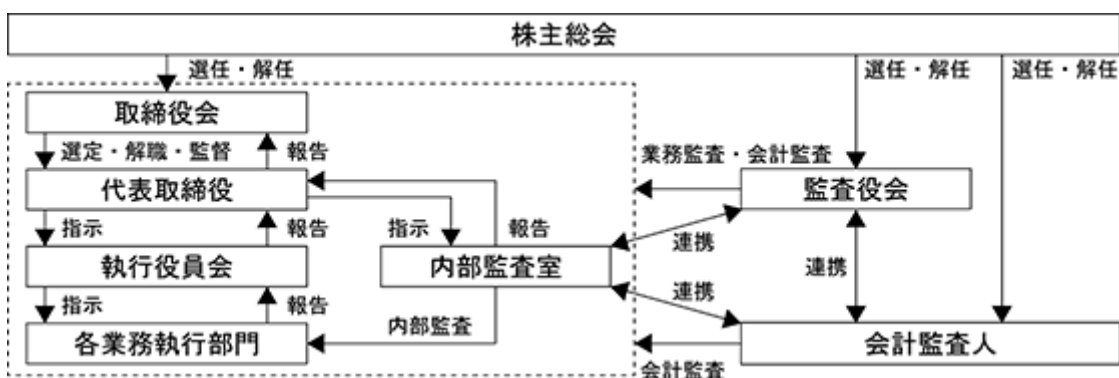 株主総会
選任・解任
選任・解任
選任・解任
取締役会
選定・解職・監督
報告
業務監査・会計監査
代表取締役
監査役会
指示
報告
指示
報告
連携
執行役員会
内部監査室
連携
指示
報告
連携
内部監査
各業務執行部門
会計監査人
会計監査